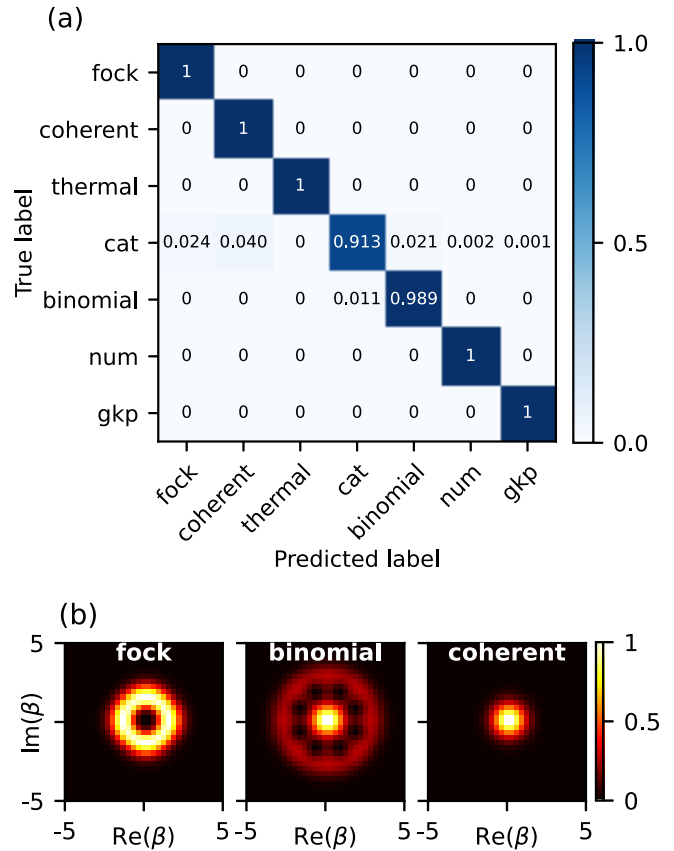 (a)
1.0
fock 1 0 0 0 0 0 0
coherent 0 1 0 0 0 0 0
thermal 0 0 1 0 0 0 0
True label
cat 0.024 0.040 0 0.913 0.021 0.002 0.001
0.5
binomial 0 0 0 0.011 0.989 0 0
num 0 0 0 0 0 1 0
gkp 0 0 0 0 0 0 1
0.0
fock coherent thermal cat binomial num gkp
Predicted label
(b)
fock binomial coherent
5
Im(β)
-5
-5 5 -5 5 -5 5
Re(β) Re(β) Re(β)
1
0.5
0